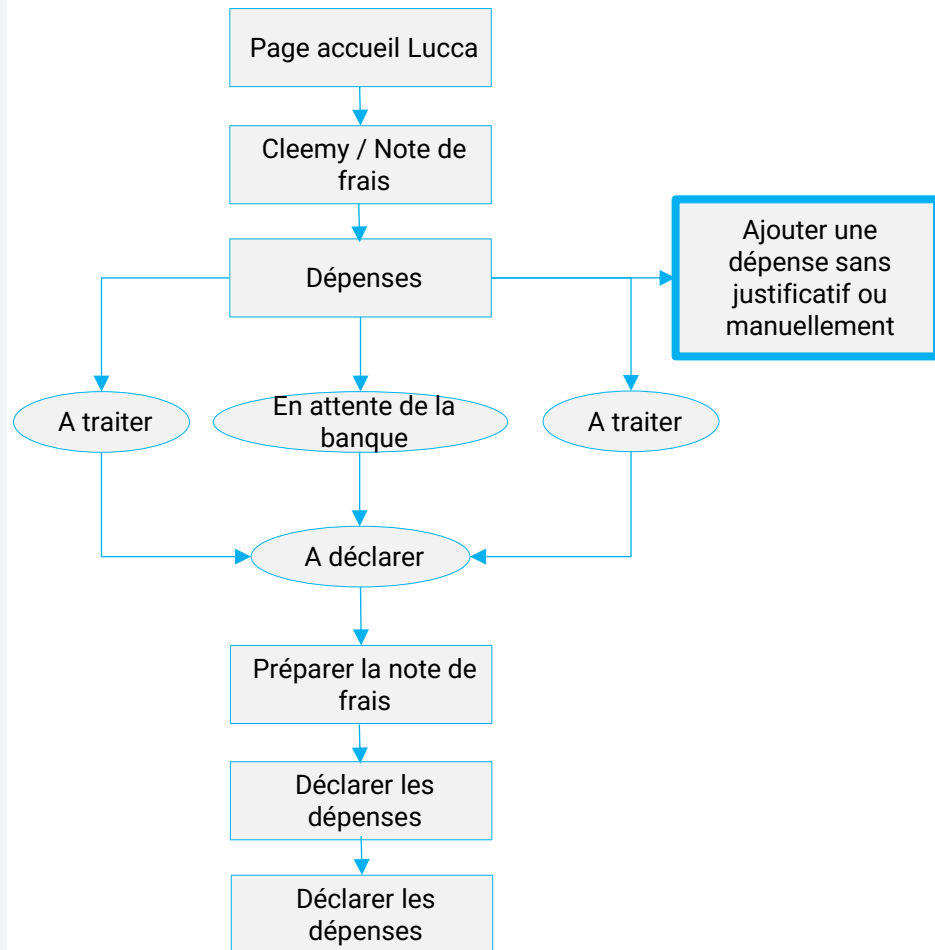 Page accueil Lucca
Cleemy / Note de
frais
Dépenses
Ajouter une
dépense sans
justificatif ou
manuellement
A traiter
En attente de la
banque
A traiter
A déclarer
Préparer la note de
frais
Déclarer les
dépenses
Déclarer les
dépenses